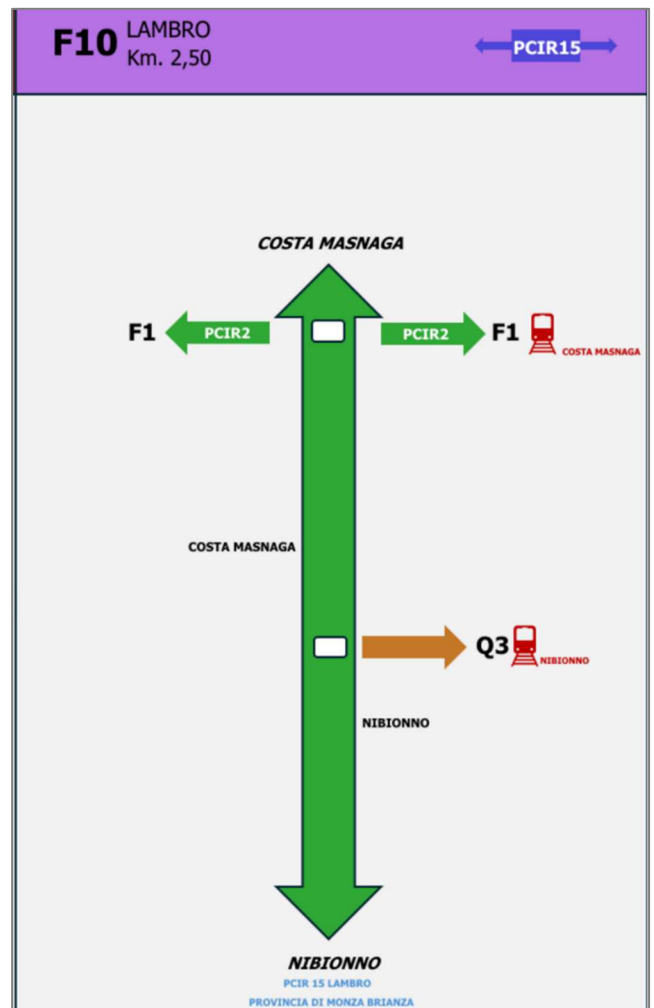 F10 LAMBRO
Km. 2,50
PCIR15
COSTA MASNAGA
F1 PCIR2 PCIR2 F1
COSTA MASNAGA
COSTA MASNAGA
Q3 NIBIONNO
NIBIONNO
NIBIONNO
PCIR 15 LAMBRO
PROVINCIA DI MONZA BRIANZA